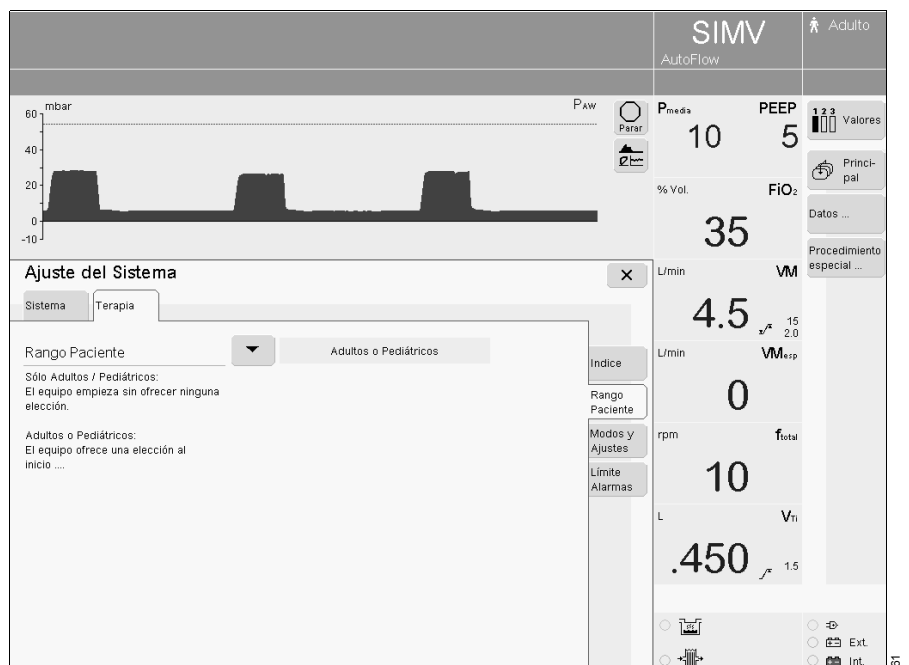 SIMV
AutoFlow
Adulto
mbar
PAW
60
40
20
0
-10
Parar
Pmedia
PEEP
10
5
% Vol.
FiO₂
35
L/min
VM
4.5
15
2.0
L/min
VMesp
0
rpm
ftotal
10
L
VTi
.450
1.5
1 2 3
Valores
Princi-
pal
Datos ...
Procedimiento
especial ...
Ajuste del Sistema
×
Sistema
Terapia
Rango Paciente
Adultos o Pediátricos
Sólo Adultos / Pediátricos:
El equipo empieza sin ofrecer ninguna
elección.
Adultos o Pediátricos:
El equipo ofrece una elección al
inicio ....
Indice
Rango
Paciente
Modos y
Ajustes
Límite
Alarmas
Ext.
Int.